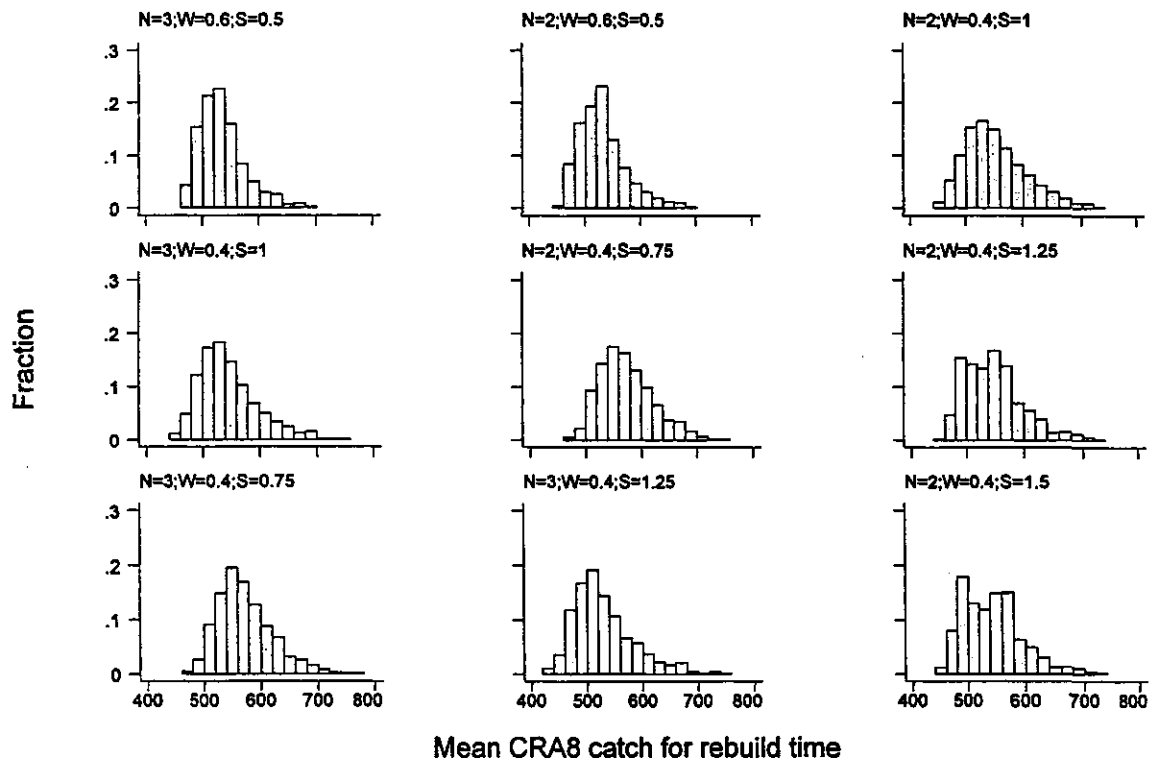 N=3;W=0.6;S=0.5
N=2;W=0.6;S=0.5
N=2;W=0.4;S=1
.3
.2
.1
0
N=3;W=0.4;S=1
N=2;W=0.4;S=0.75
N=2;W=0.4;S=1.25
.3
.2
.1
0
Fraction
N=3;W=0.4;S=0.75
N=3;W=0.4;S=1.25
N=2;W=0.4;S=1.5
.3
.2
.1
0
400 500 600 700 800
400 500 600 700 800
400 500 600 700 800
Mean CRA8 catch for rebuild time